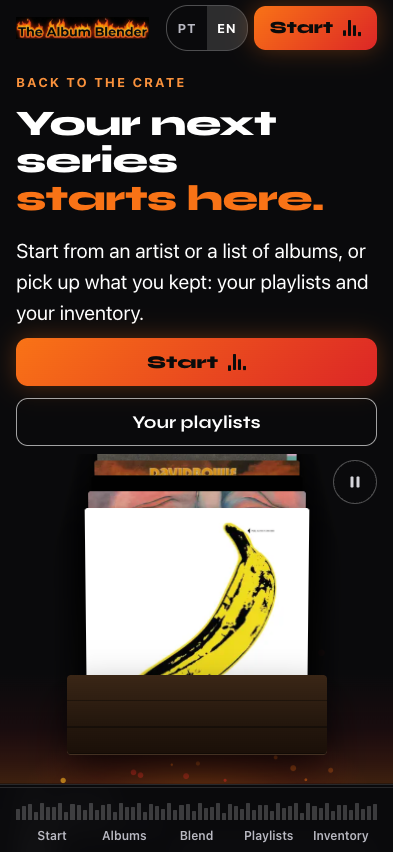 The Album Blender
PT EN
Start
BACK TO THE CRATE
Your next
series
starts here.
Start from an artist or a list of albums, or
pick up what you kept: your playlists and
your inventory.
Start
Your playlists
DAVID BOWIE
Start Albums Blend Playlists Inventory